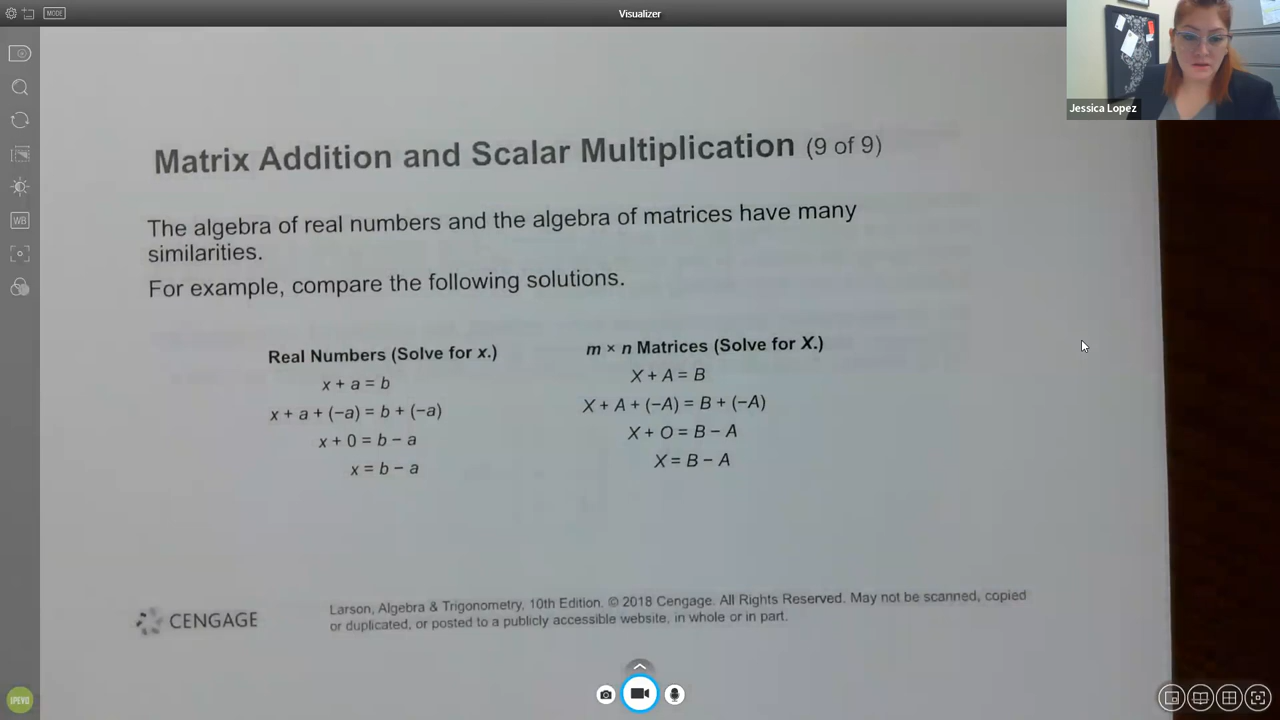 MODE
Visualizer
Jessica Lopez
WB
Matrix Addition and Scalar Multiplication (9 of 9)
The algebra of real numbers and the algebra of matrices have many
similarities.
For example, compare the following solutions.
Real Numbers (Solve for x.)
x + a = b
x + a + (−a) = b + (−a)
x + 0 = b − a
x = b − a
m × n Matrices (Solve for X.)
X + A = B
X + A + (−A) = B + (−A)
X + O = B − A
X = B − A
CENGAGE
Larson, Algebra & Trigonometry, 10th Edition. © 2018 Cengage. All Rights Reserved. May not be scanned, copied
or duplicated, or posted to a publicly accessible website, in whole or in part.
IPEVO